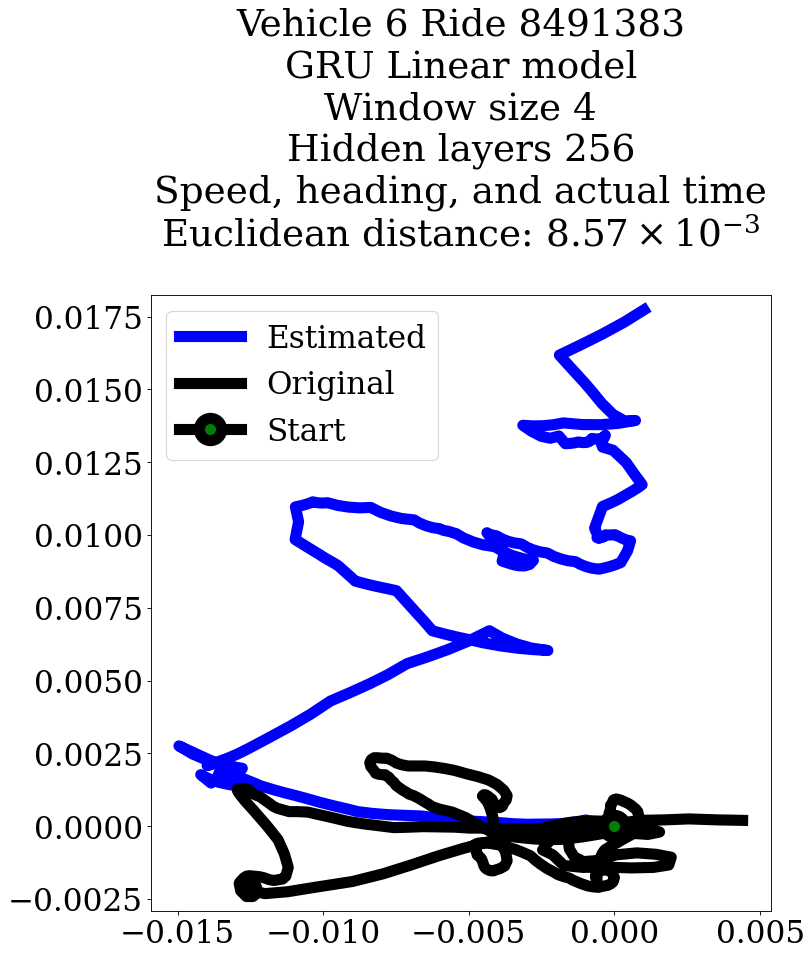 Vehicle 6 Ride 8491383
GRU Linear model
Window size 4
Hidden layers 256
Speed, heading, and actual time
Euclidean distance: 8.57 × 10⁻³
Estimated
Original
Start
0.0175
0.0150
0.0125
0.0100
0.0075
0.0050
0.0025
0.0000
−0.0025
−0.015 −0.010 −0.005 0.000 0.005